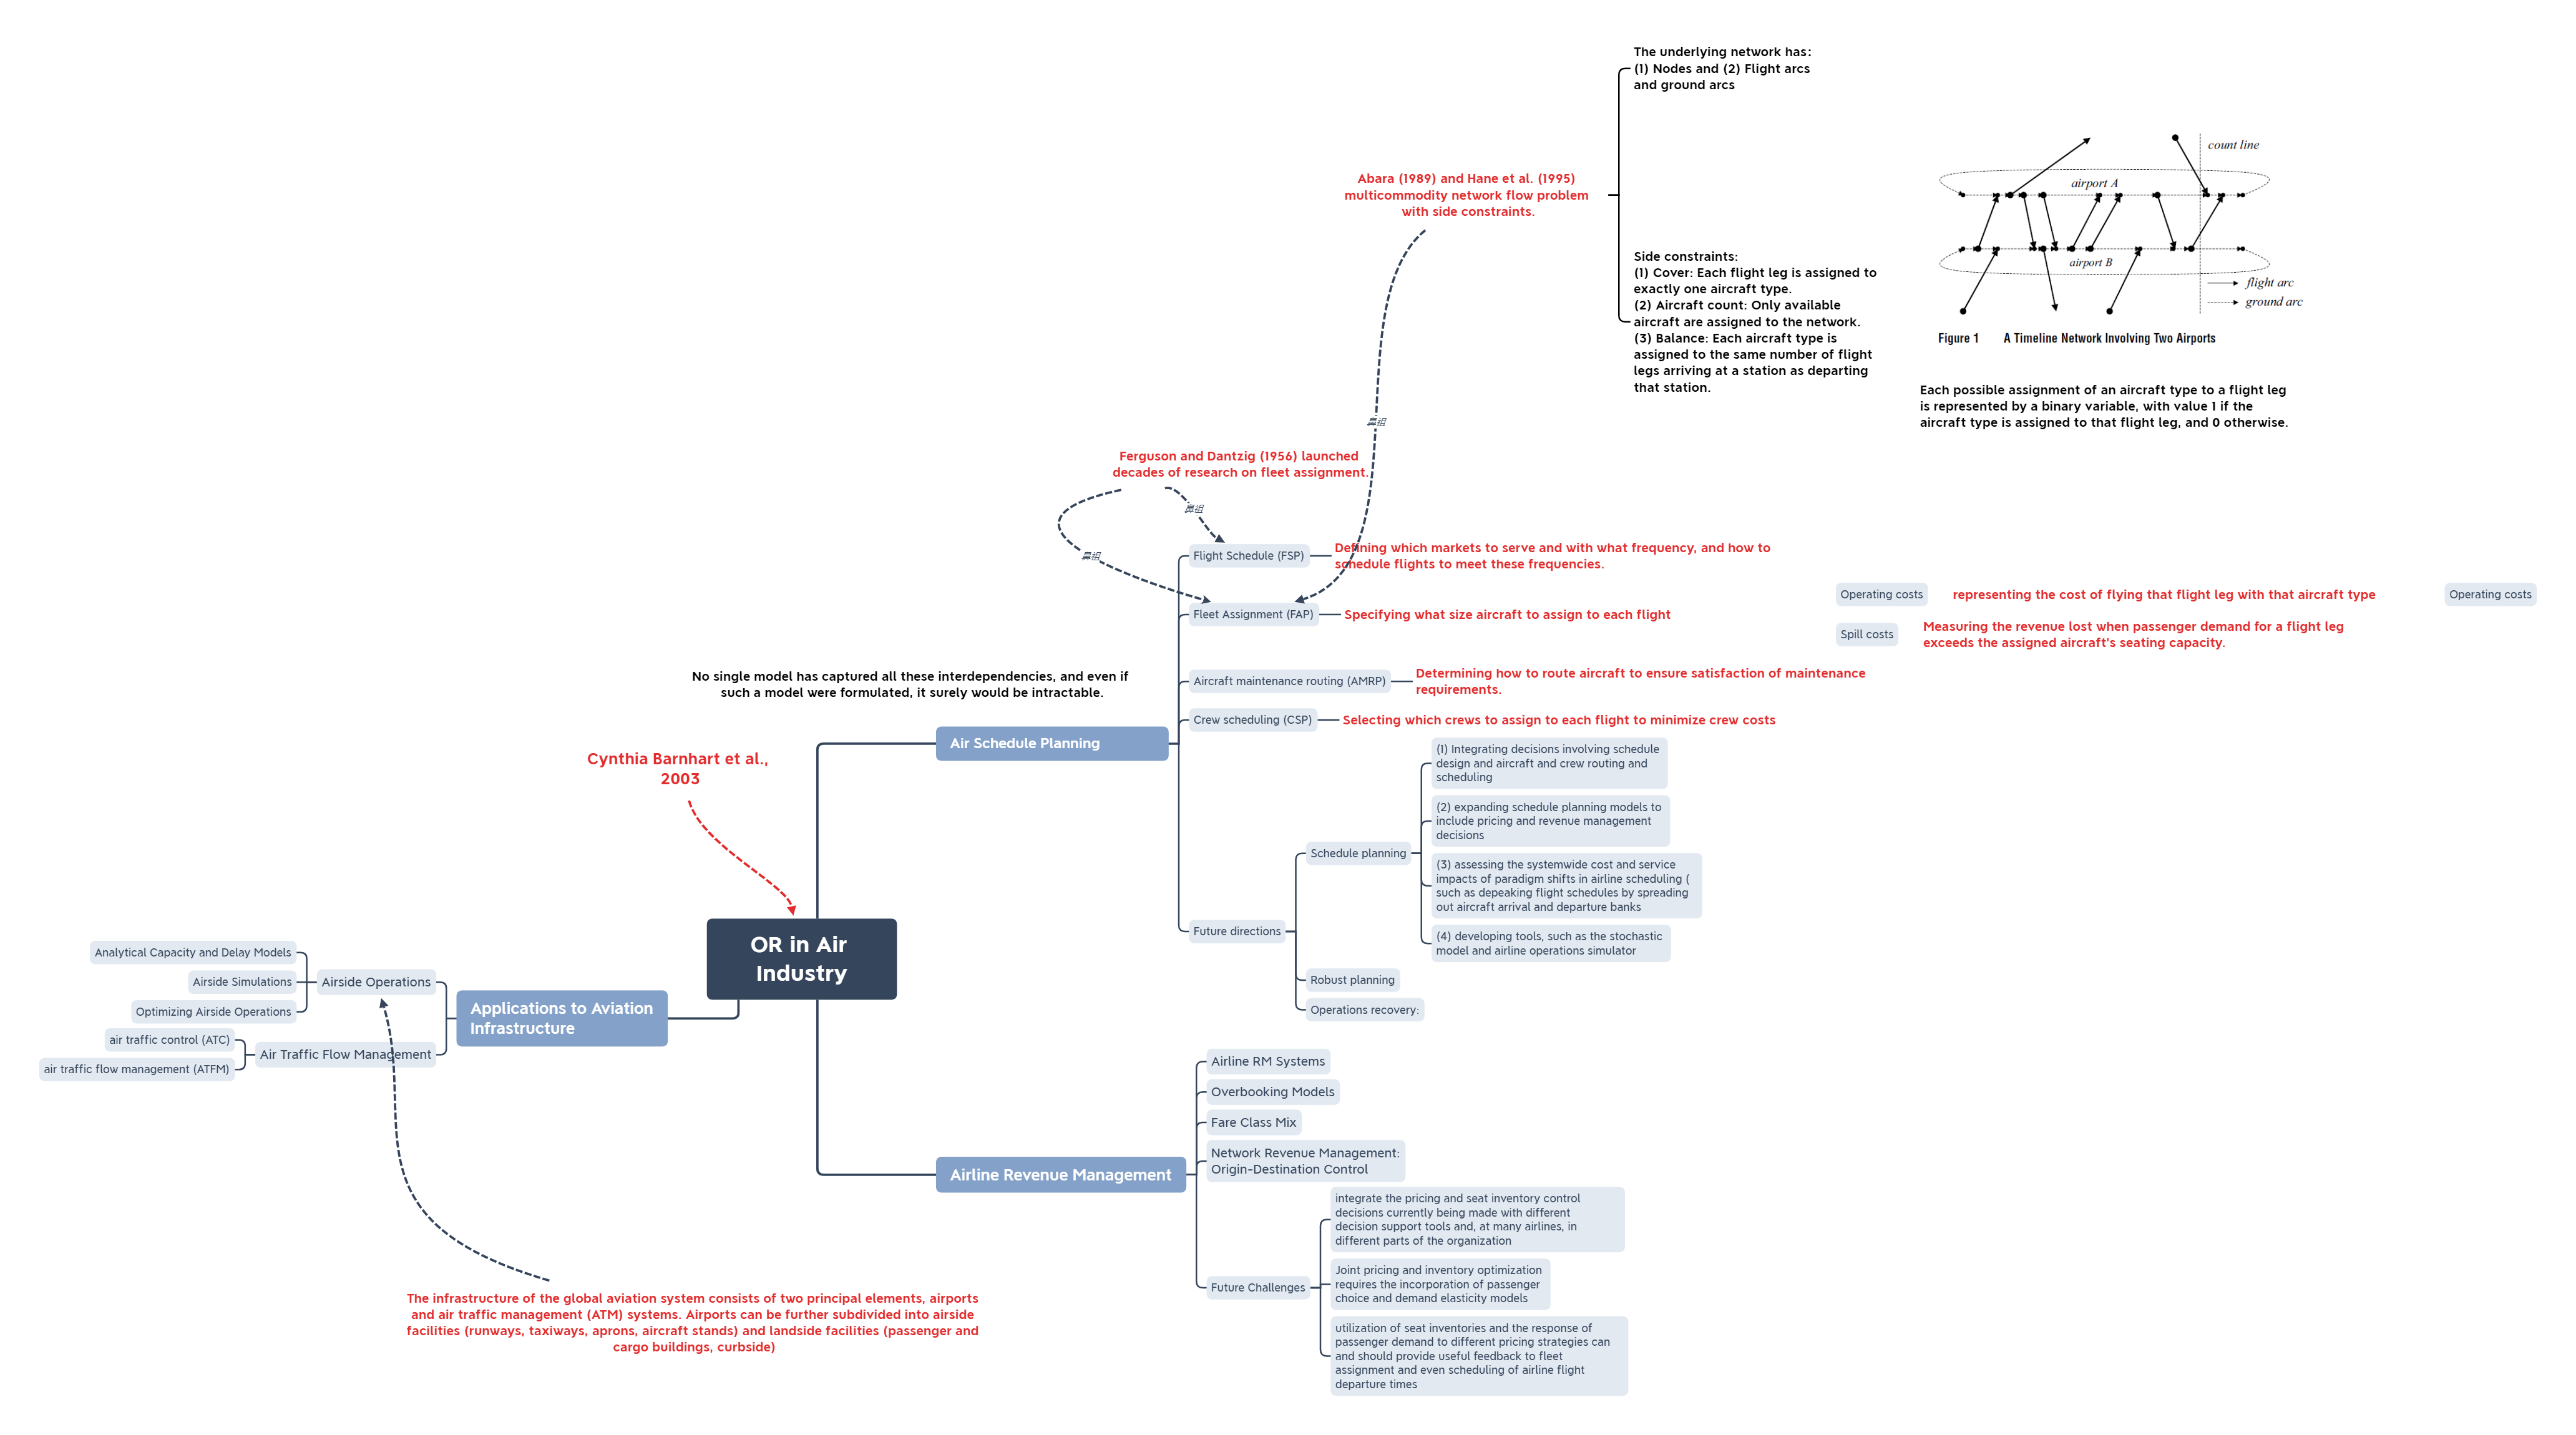 The underlying network has:
(1) Nodes and (2) Flight arcs
and ground arcs
count line
airport A
airport B
flight arc
ground arc
Figure 1 A Timeline Network Involving Two Airports
Abara (1989) and Hane et al. (1995)
multicommodity network flow problem
with side constraints.
Side constraints:
(1) Cover: Each flight leg is assigned to
exactly one aircraft type.
(2) Aircraft count: Only available
aircraft are assigned to the network.
(3) Balance: Each aircraft type is
assigned to the same number of flight
legs arriving at a station as departing
that station.
Each possible assignment of an aircraft type to a flight leg
is represented by a binary variable, with value 1 if the
aircraft type is assigned to that flight leg, and 0 otherwise.
Ferguson and Dantzig (1956) launched
decades of research on fleet assignment.
Flight Schedule (FSP)
Defining which markets to serve and with what frequency, and how to
schedule flights to meet these frequencies.
Fleet Assignment (FAP)
Specifying what size aircraft to assign to each flight
Operating costs
representing the cost of flying that flight leg with that aircraft type
Operating costs
Spill costs
Measuring the revenue lost when passenger demand for a flight leg
exceeds the assigned aircraft's seating capacity.
No single model has captured all these interdependencies, and even if
such a model were formulated, it surely would be intractable.
Aircraft maintenance routing (AMRP)
Determining how to route aircraft to ensure satisfaction of maintenance
requirements.
Crew scheduling (CSP)
Selecting which crews to assign to each flight to minimize crew costs
Air Schedule Planning
Cynthia Barnhart et al.,
2003
(1) Integrating decisions involving schedule
design and aircraft and crew routing and
scheduling
(2) expanding schedule planning models to
include pricing and revenue management
decisions
Schedule planning
(3) assessing the systemwide cost and service
impacts of paradigm shifts in airline scheduling (
such as depeaking flight schedules by spreading
out aircraft arrival and departure banks
(4) developing tools, such as the stochastic
model and airline operations simulator
Future directions
Robust planning
Operations recovery:
OR in Air
Industry
Analytical Capacity and Delay Models
Airside Simulations
Optimizing Airside Operations
Airside Operations
air traffic control (ATC)
air traffic flow management (ATFM)
Air Traffic Flow Management
Applications to Aviation
Infrastructure
Airline RM Systems
Overbooking Models
Fare Class Mix
Network Revenue Management:
Origin-Destination Control
Airline Revenue Management
integrate the pricing and seat inventory control
decisions currently being made with different
decision support tools and, at many airlines, in
different parts of the organization
Future Challenges
Joint pricing and inventory optimization
requires the incorporation of passenger
choice and demand elasticity models
utilization of seat inventories and the response of
passenger demand to different pricing strategies can
and should provide useful feedback to fleet
assignment and even scheduling of airline flight
departure times
The infrastructure of the global aviation system consists of two principal elements, airports
and air traffic management (ATM) systems. Airports can be further subdivided into airside
facilities (runways, taxiways, aprons, aircraft stands) and landside facilities (passenger and
cargo buildings, curbside)